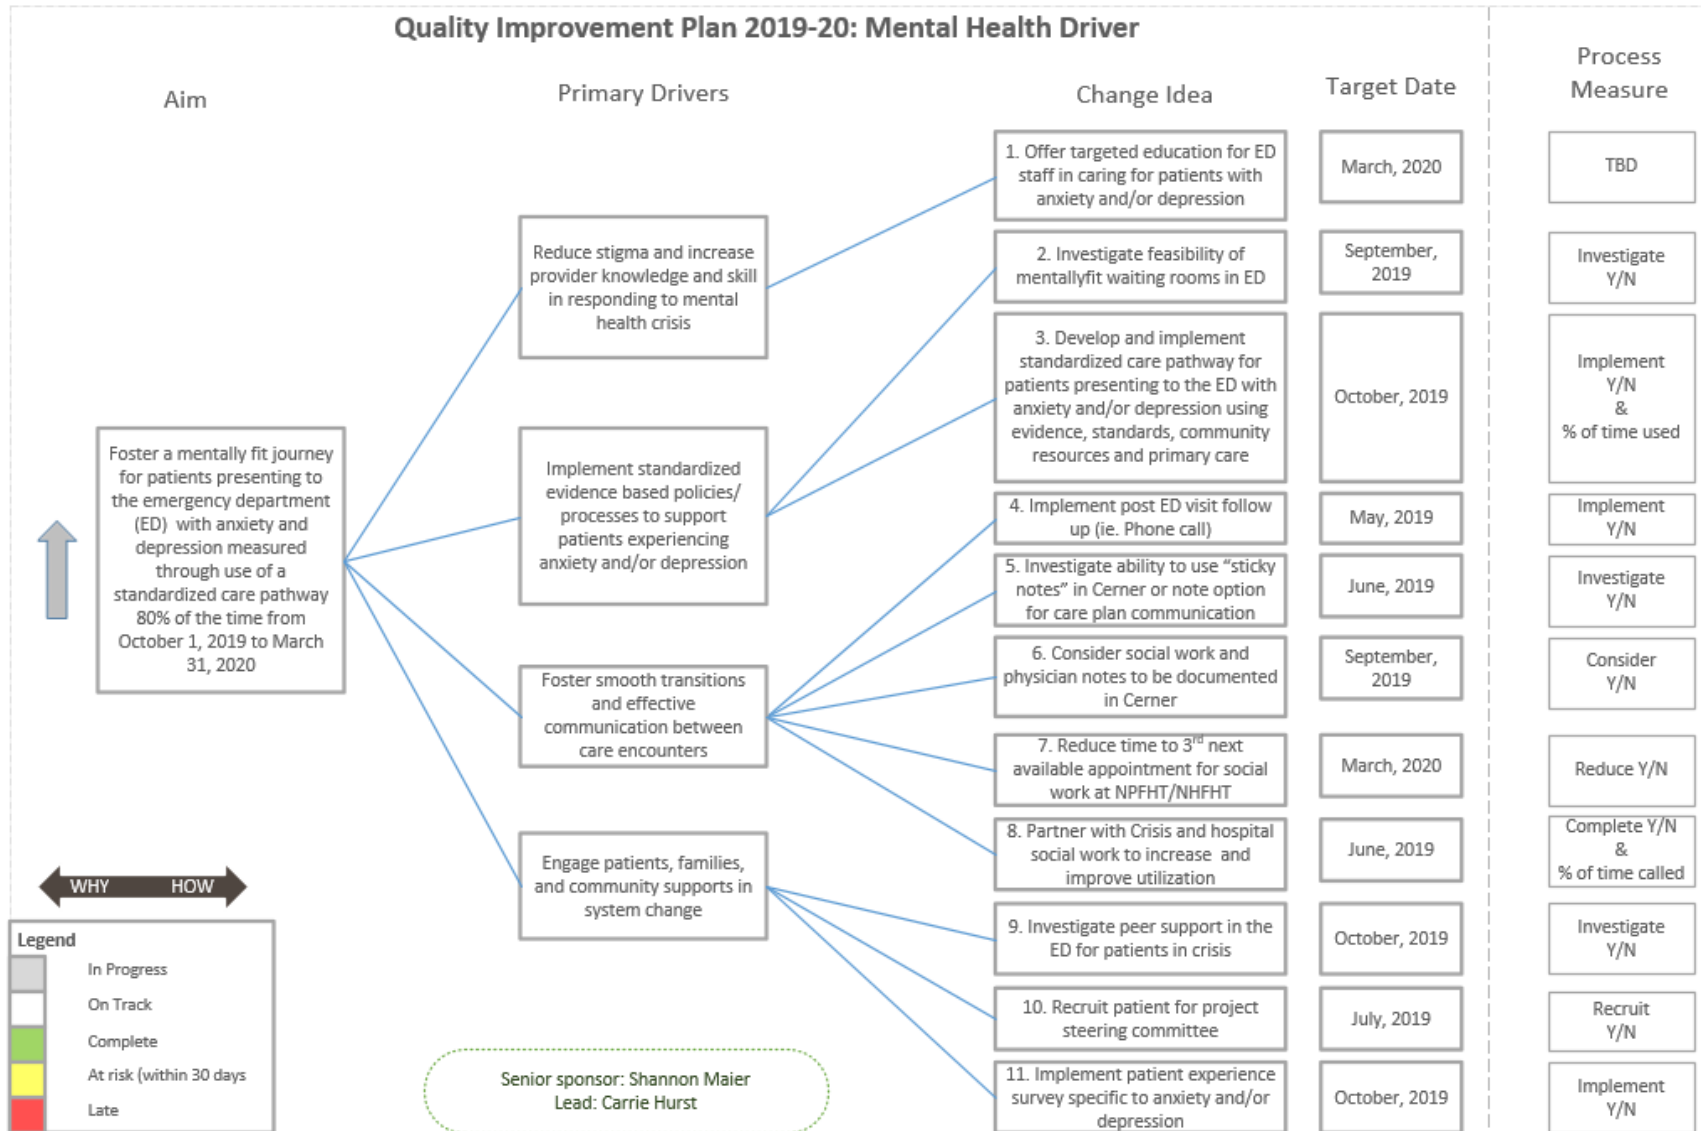 Quality Improvement Plan 2019-20: Mental Health Driver
Aim
Primary Drivers
Change Idea
Target Date
Process
Measure
Foster a mentally fit journey
for patients presenting to
the emergency department
(ED) with anxiety and
depression measured
through use of a
standardized care pathway
80% of the time from
October 1, 2019 to March
31, 2020
Reduce stigma and increase
provider knowledge and skill
in responding to mental
health crisis
Implement standardized
evidence based policies/
processes to support
patients experiencing
anxiety and/or depression
Foster smooth transitions
and effective
communication between
care encounters
Engage patients, families,
and community supports in
system change
1. Offer targeted education for ED
staff in caring for patients with
anxiety and/or depression
March, 2020
TBD
2. Investigate feasibility of
mentallyfit waiting rooms in ED
September,
2019
Investigate
Y/N
3. Develop and implement
standardized care pathway for
patients presenting to the ED with
anxiety and/or depression using
evidence, standards, community
resources and primary care
October, 2019
Implement
Y/N
&
% of time used
4. Implement post ED visit follow
up (ie. Phone call)
May, 2019
Implement
Y/N
5. Investigate ability to use “sticky
notes” in Cerner or note option
for care plan communication
June, 2019
Investigate
Y/N
6. Consider social work and
physician notes to be documented
in Cerner
September,
2019
Consider
Y/N
7. Reduce time to 3rd next
available appointment for social
work at NPFHT/NHFHT
March, 2020
Reduce Y/N
8. Partner with Crisis and hospital
social work to increase and
improve utilization
June, 2019
Complete Y/N
&
% of time called
9. Investigate peer support in the
ED for patients in crisis
October, 2019
Investigate
Y/N
10. Recruit patient for project
steering committee
July, 2019
Recruit
Y/N
11. Implement patient experience
survey specific to anxiety and/or
depression
October, 2019
Implement
Y/N
WHY HOW
Legend
In Progress
On Track
Complete
At risk (within 30 days
Late
Senior sponsor: Shannon Maier
Lead: Carrie Hurst